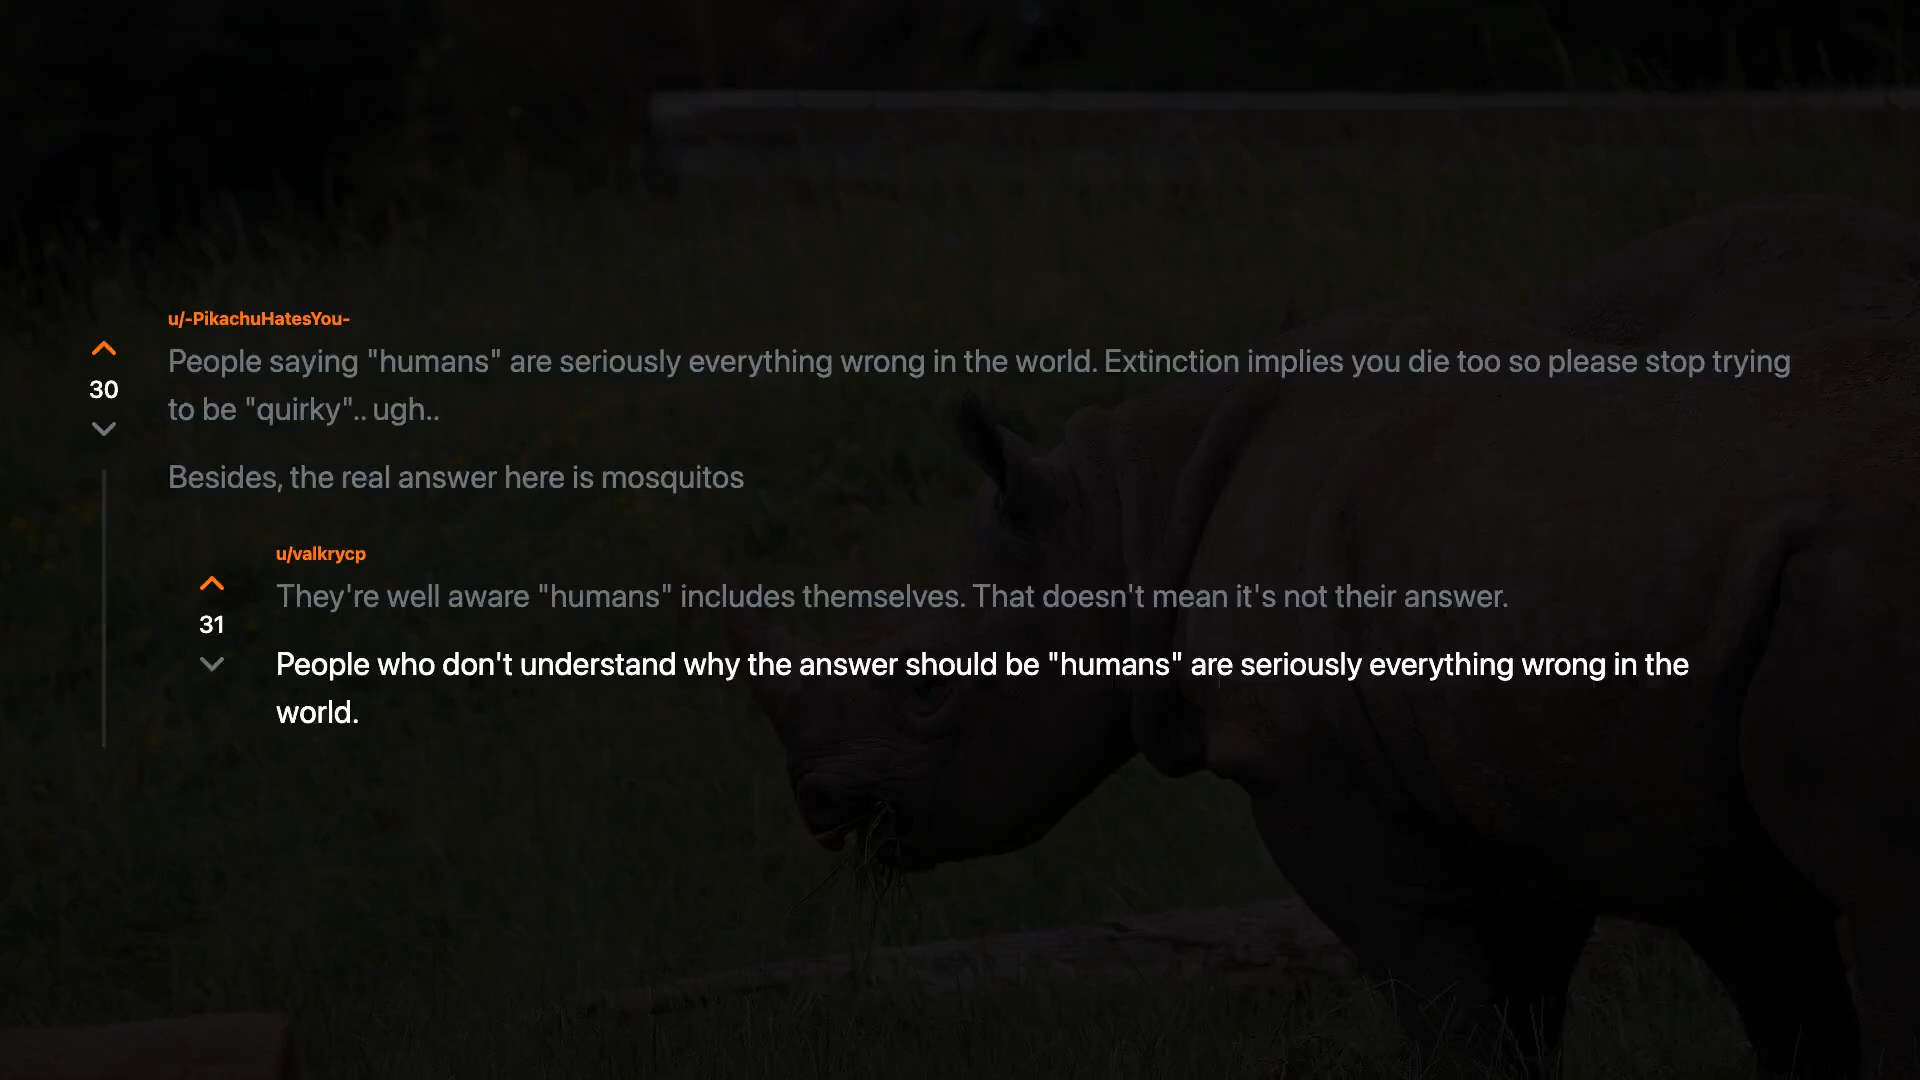 u/-PikachuHatesYou-
People saying "humans" are seriously everything wrong in the world. Extinction implies you die too so please stop trying
30
to be "quirky".. ugh..
Besides, the real answer here is mosquitos
u/valkrycp
They're well aware "humans" includes themselves. That doesn't mean it's not their answer.
31
People who don't understand why the answer should be "humans" are seriously everything wrong in the
world.